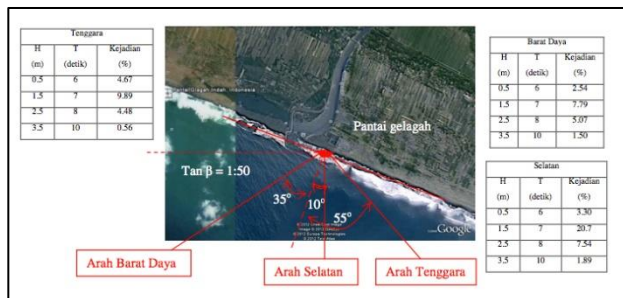 Tenggara
H T Kejadian
(m) (detik) (%)
0.5 6 4.67
1.5 7 9.89
2.5 8 4.48
3.5 10 0.56
Barat Daya
H T Kejadian
(m) (detik) (%)
0.5 6 2.54
1.5 7 7.79
2.5 8 5.07
3.5 10 1.50
Pantai Glagah Indah, Indonesia
Pantai gelagah
Tan β = 1:50
35°
10°
55°
Google
Selatan
H T Kejadian
(m) (detik) (%)
0.5 6 3.30
1.5 7 20.7
2.5 8 7.54
3.5 10 1.89
Arah Barat Daya
Arah Selatan
Arah Tenggara